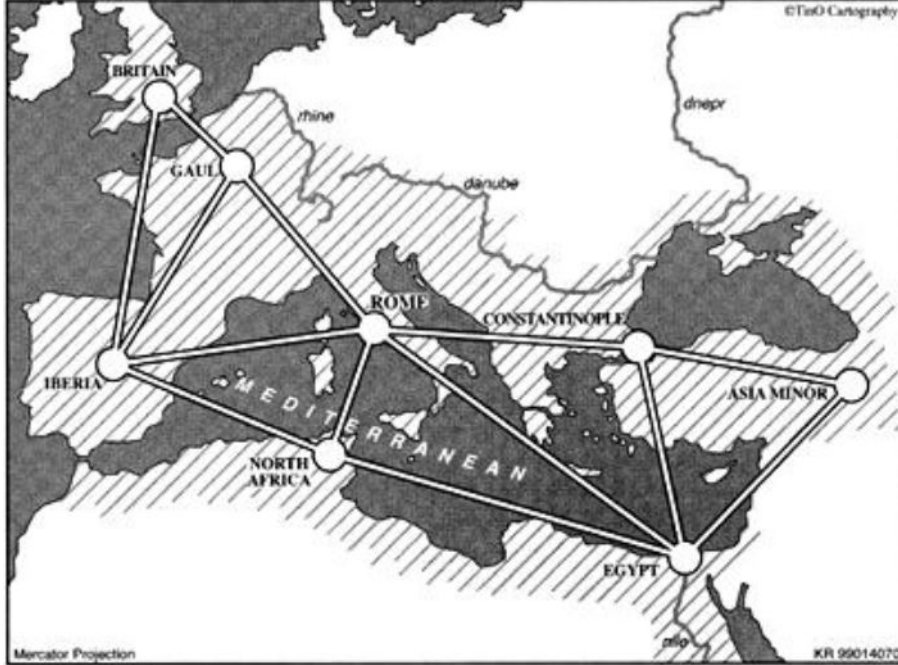 ©TinO Cartography
BRITAIN
dnepr
rhine
GAUL
danube
ROME
CONSTANTINOPLE
IBERIA
ASIA MINOR
MEDITERRANEAN
NORTH
AFRICA
EGYPT
nile
Mercator Projection
KR 99014070